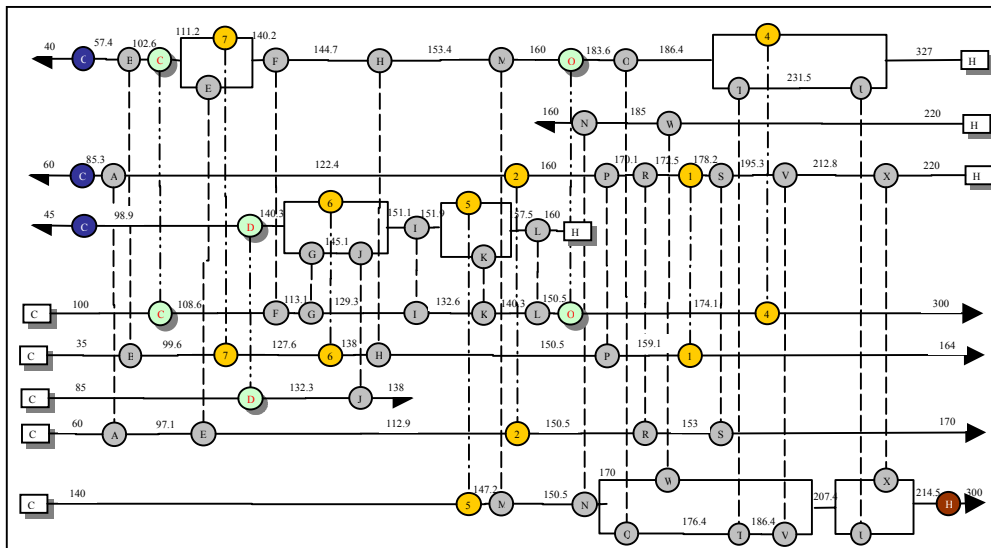 40 57.4 102.6 111.2 140.2 144.7 153.4 160 183.6 186.4 231.5 327
C E C 7 E F H M O T 4 t H
160 185 220
N W H
60 85.3 122.4 160 170.1 172.5 178.2 195.3 212.8 220
C A 2 P R 1 S V X H
45 98.9 140.3 145.1 151.1 151.9 57.5 160
C D 6 G J I 5 K L H
100 108.6 113.1 129.3 132.6 140.3 150.5 174.1 300
C C F G I K L O 4
35 99.6 127.6 138 150.5 159.1 164
C 7 6 H P 1
85 132.3 138
C D J
60 97.1 112.9 150.5 153 170
C A E 2 R S
140 147.2 150.5 170 176.4 186.4 207.4 214.5 300
C 5 M N W T V t X H